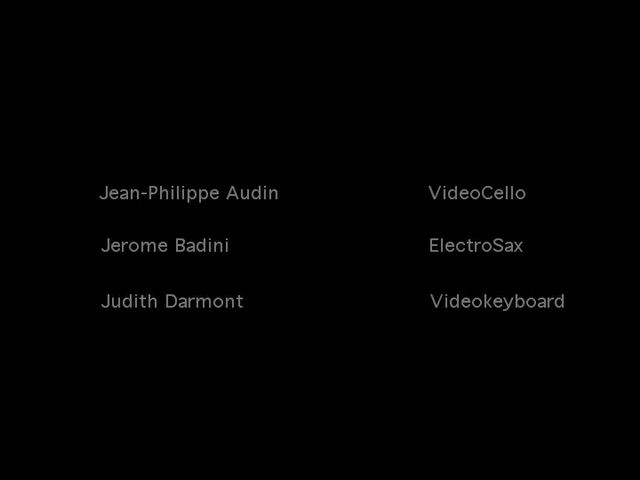 Jean-Philippe Audin VideoCello
Jerome Badini ElectroSax
Judith Darmont Videokeyboard